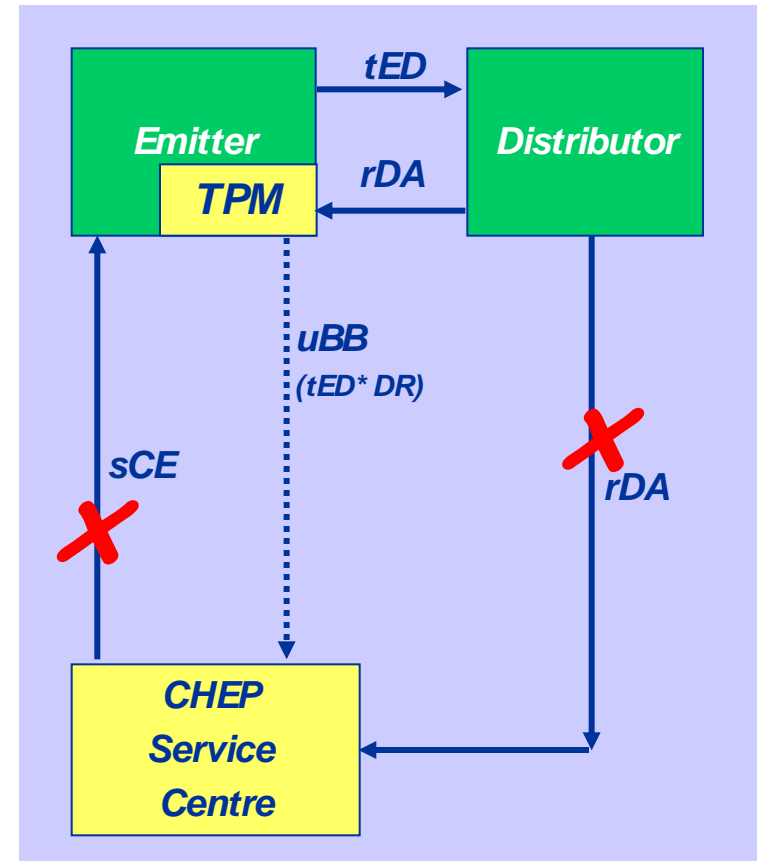 tED
Emitter
Distributor
rDA
TPM
uBB
(tED* DR)
sCE
rDA
CHEP
Service
Centre